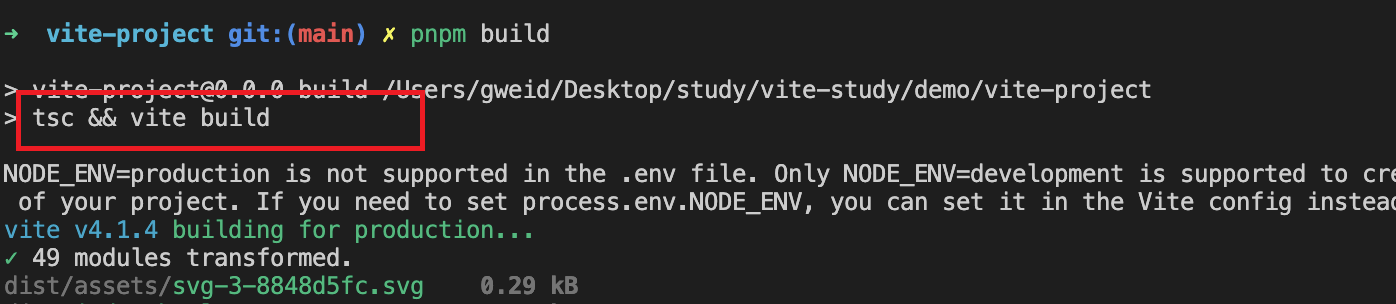 → vite-project git:(main) ✗ pnpm build
> vite-project@0.0.0 build /Users/gweid/Desktop/study/vite-study/demo/vite-project
> tsc && vite build
NODE_ENV=production is not supported in the .env file. Only NODE_ENV=development is supported to cre
of your project. If you need to set process.env.NODE_ENV, you can set it in the Vite config instead
vite v4.1.4 building for production...
✓ 49 modules transformed.
dist/assets/svg-3-8848d5fc.svg 0.29 kB